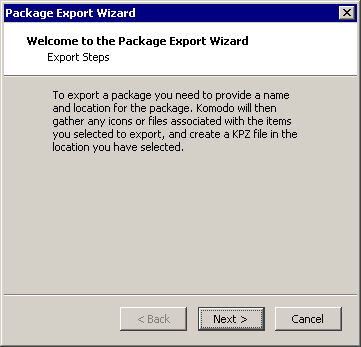 Package Export Wizard
Welcome to the Package Export Wizard
Export Steps
To export a package you need to provide a name
and location for the package. Komodo will then
gather any icons or files associated with the items
you selected to export, and create a KPZ file in the
location you have selected.
< Back
Next >
Cancel